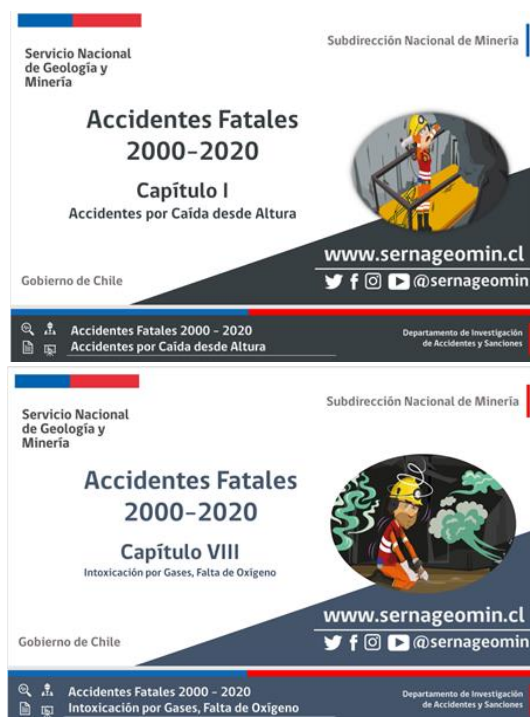 Servicio Nacional
de Geología y
Minería
Subdirección Nacional de Minería
Accidentes Fatales
2000-2020
Capítulo I
Accidentes por Caída desde Altura
www.sernageomin.cl
@sernageomin
Gobierno de Chile
Accidentes Fatales 2000 - 2020
Accidentes por Caída desde Altura
Departamento de Investigación
de Accidentes y Sanciones
Servicio Nacional
de Geología y
Minería
Subdirección Nacional de Minería
Accidentes Fatales
2000-2020
Capítulo VIII
Intoxicación por Gases, Falta de Oxígeno
www.sernageomin.cl
@sernageomin
Gobierno de Chile
Accidentes Fatales 2000 - 2020
Intoxicación por Gases, Falta de Oxígeno
Departamento de Investigación
de Accidentes y Sanciones